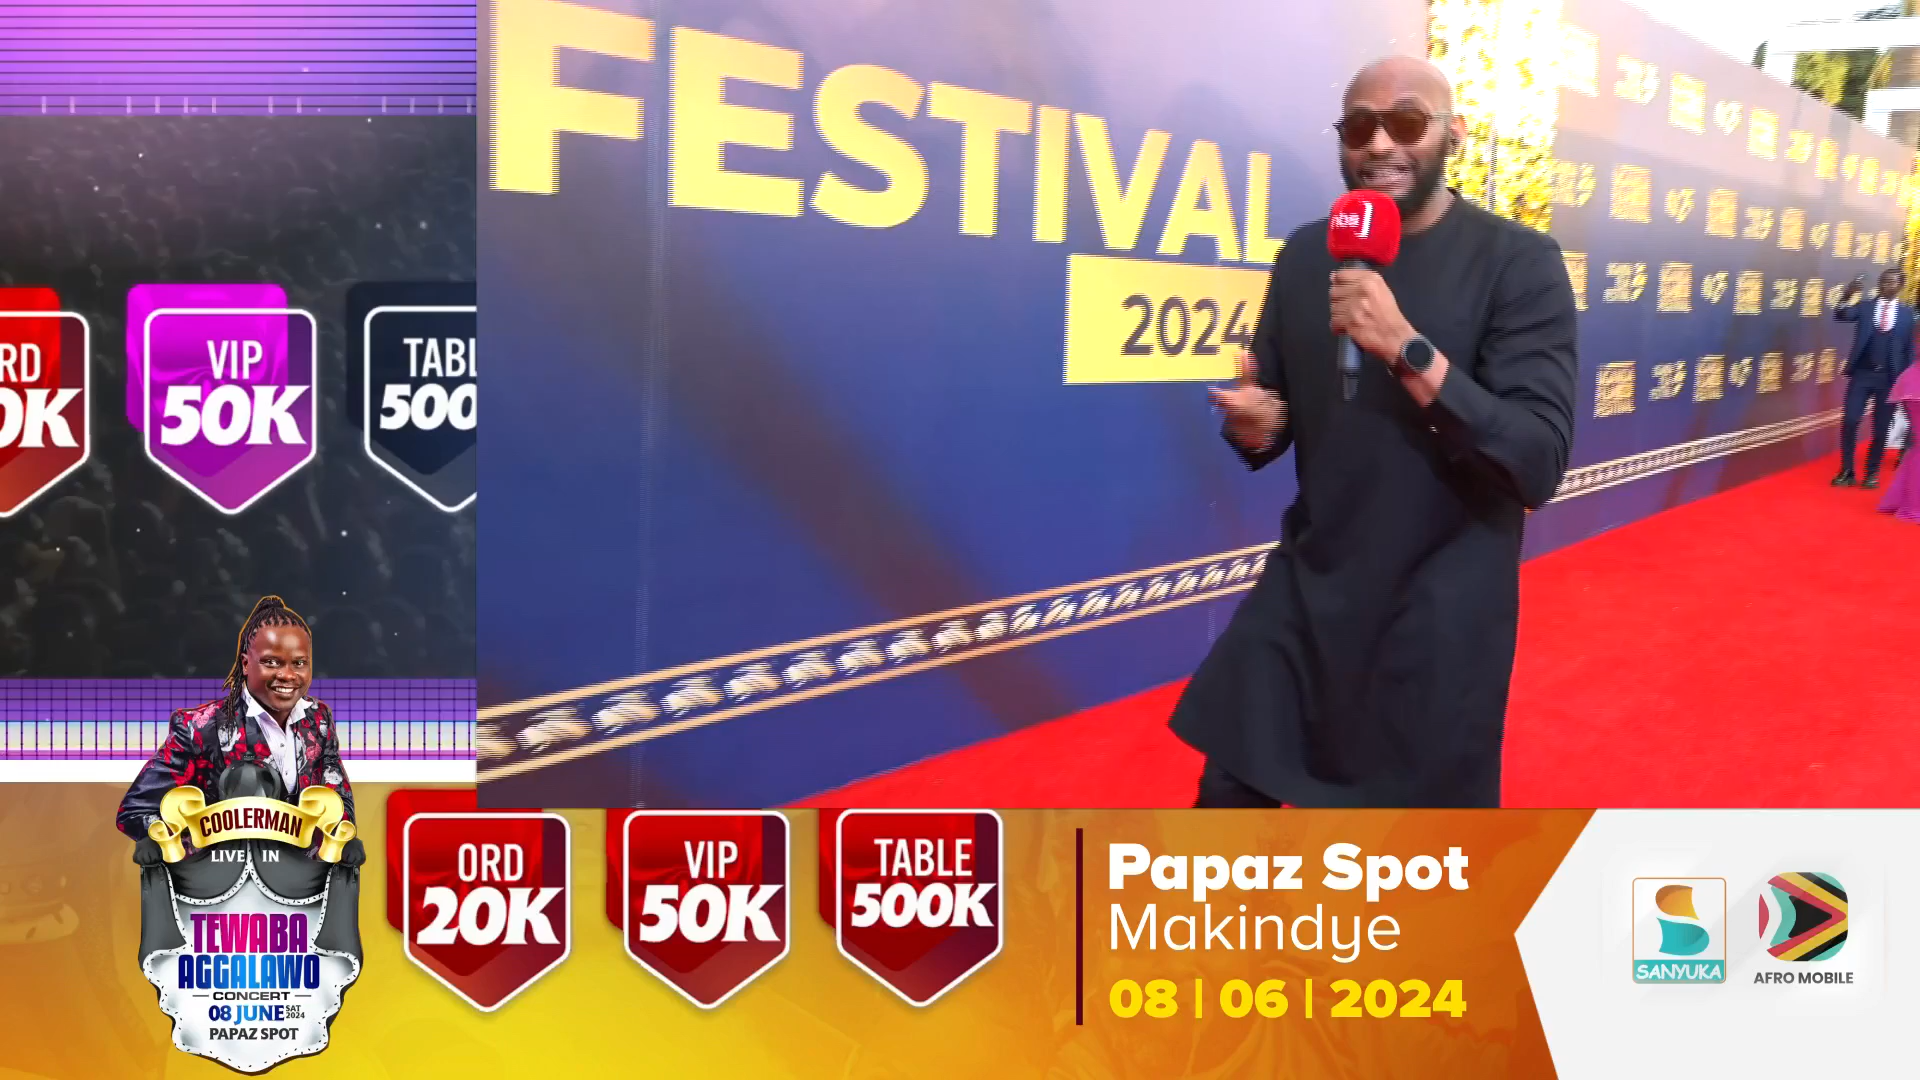 FESTIVAL
2024
nbs
RD
0K
VIP
50K
TABL
500
COOLERMAN
LIVE IN
TEWABA
AGGALAWO
CONCERT
08 JUNE SAT 2024
PAPAZ SPOT
ORD
20K
VIP
50K
TABLE
500K
Papaz Spot
Makindye
08 | 06 | 2024
SANYUKA
AFRO MOBILE